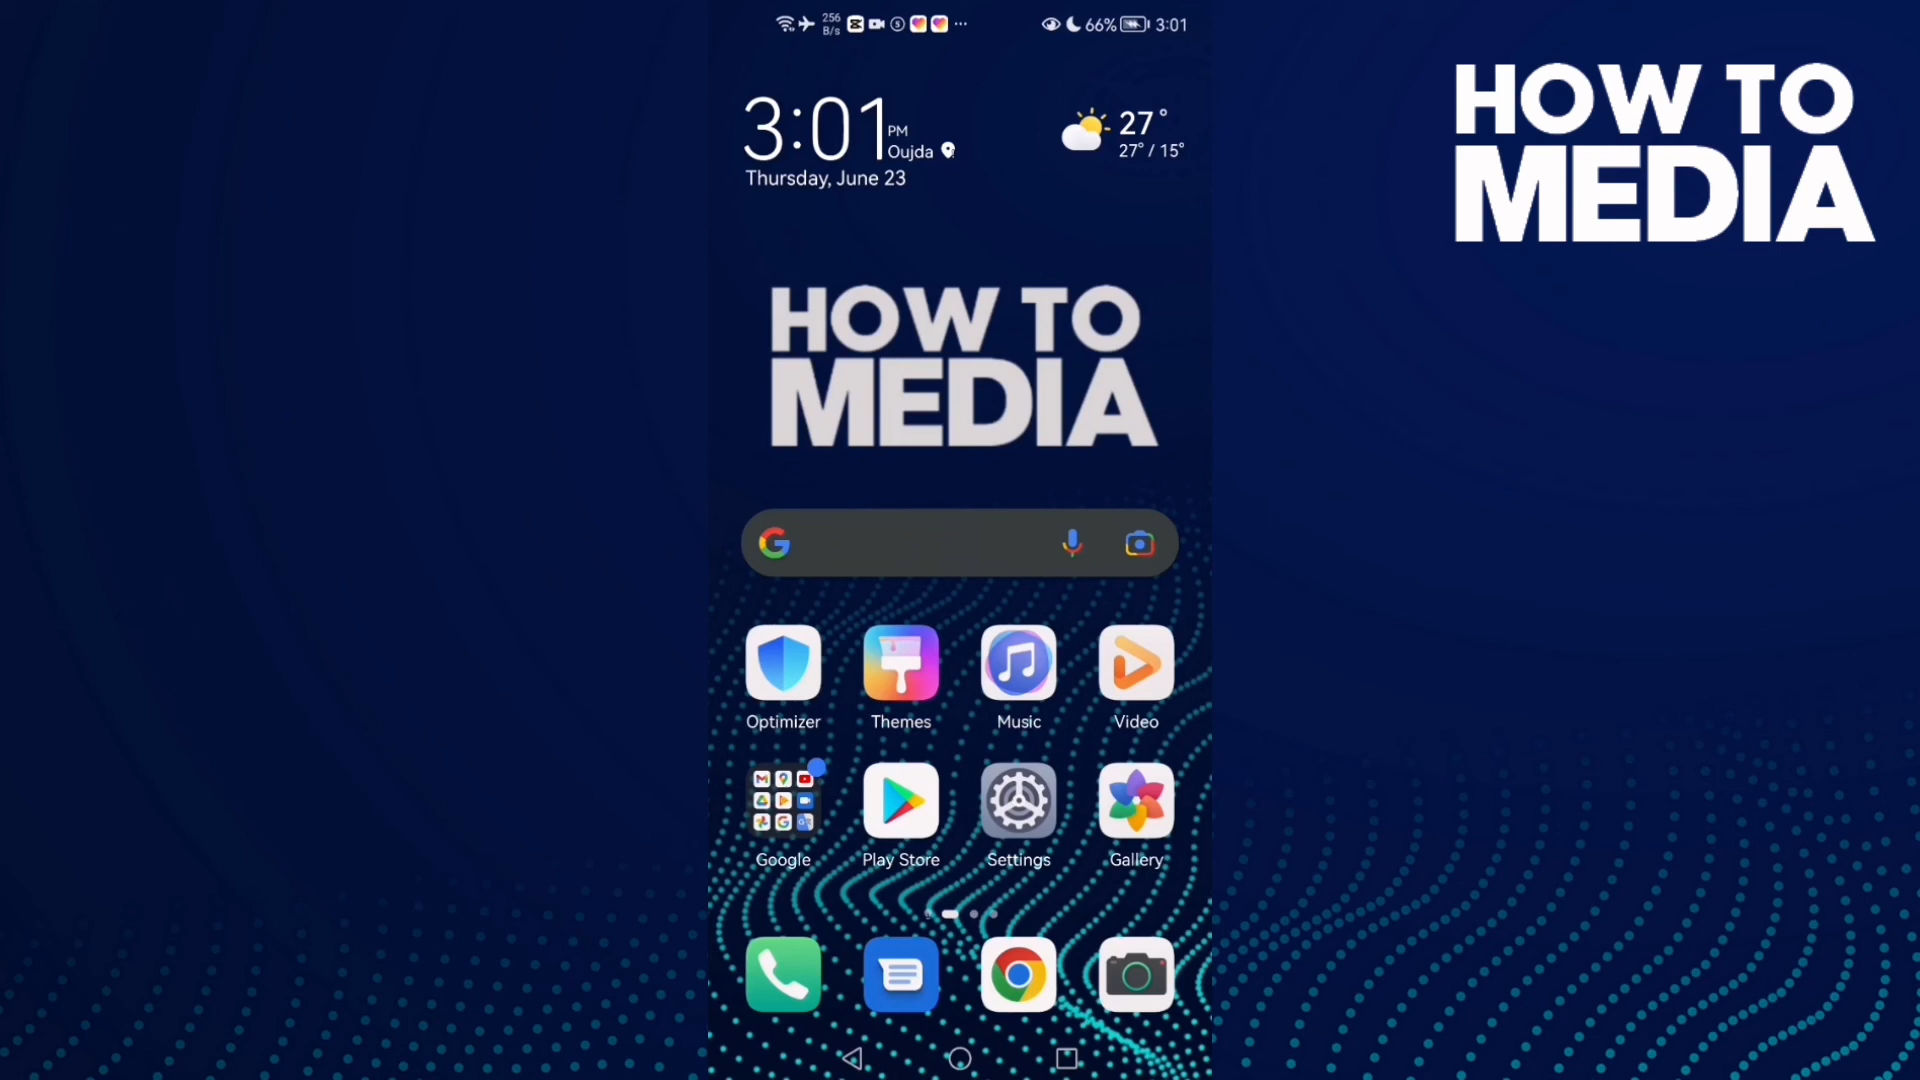 256
B/s
66%
3:01
3:01
PM
Oujda
27°
27° / 15°
Thursday, June 23
HOW TO
MEDIA
HOW TO
MEDIA
Optimizer
Themes
Music
Video
Google
Play Store
Settings
Gallery